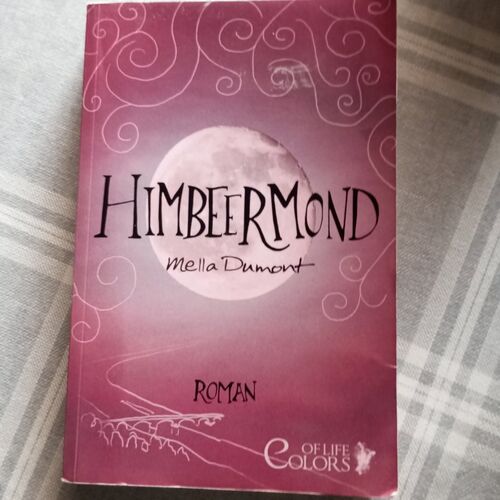 HIMBEERMOND
Mella Dumont
ROMAN
OF LIFE
COLORS